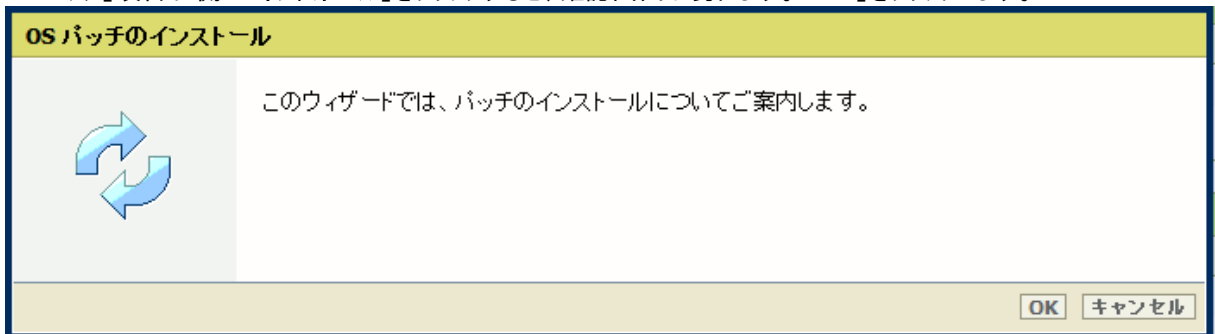 OS パッチのインストール
このウィザードでは、パッチのインストールについてご案内します。
OK キャンセル